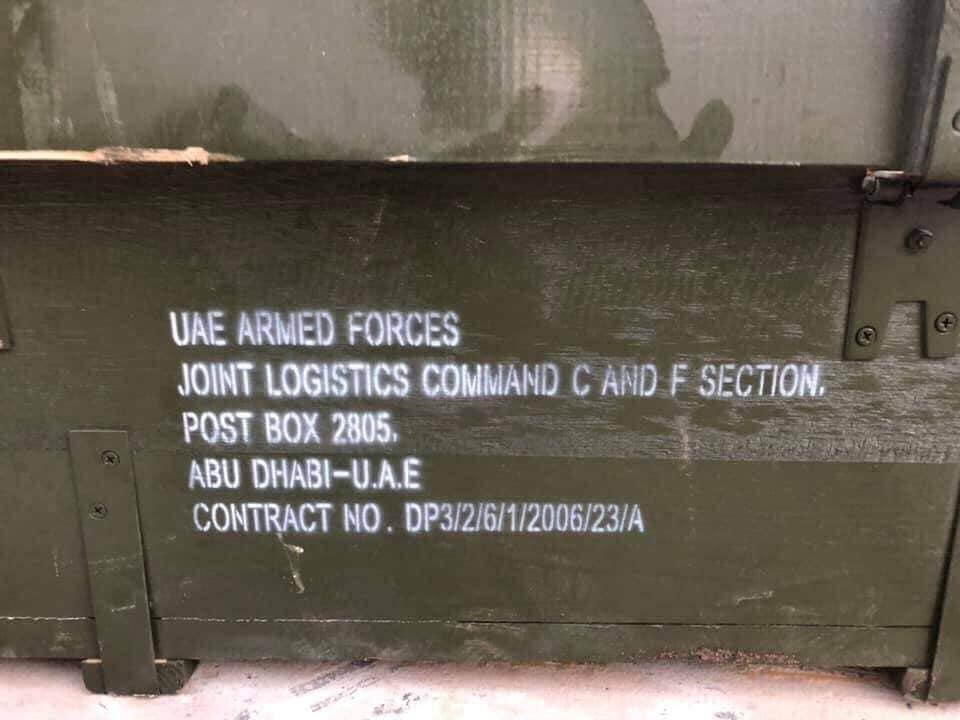 UAE ARMED FORCES
JOINT LOGISTICS COMMAND C AND F SECTION.
POST BOX 2805.
ABU DHABI-U.A.E
CONTRACT NO. DP3/2/6/1/2006/23/A